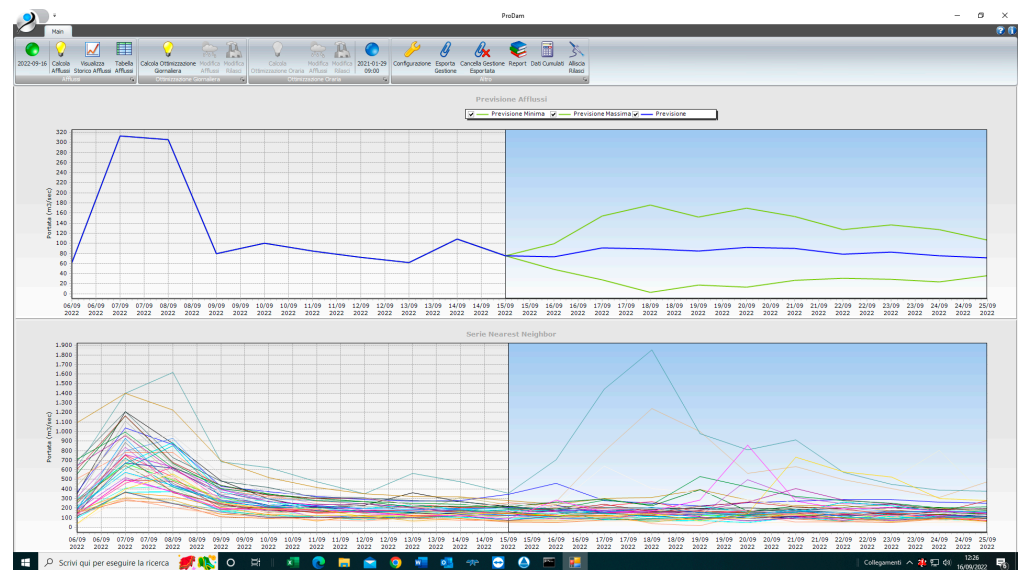 ProDam
Main
2022-09-16
Calcola Afflussi
Visualizza Storico Afflussi
Tabella Afflussi
Calcola Ottimizzazione Giornaliera
Modifica Afflussi
Modifica Rilasci
Calcola Ottimizzazione Oraria
Modifica Afflussi
Modifica Rilasci
2021-01-29 09:00
Configurazione
Esporta Gestione
Cancella Gestione Esportata
Report
Dati Cumulati
Alliscia Rilasci
Afflussi
Ottimizzazione Giornaliera
Ottimizzazione Oraria
Altro
Previsione Afflussi
Previsione Minima
Previsione Massima
Previsione
Portata (m3/sec)
320
300
280
260
240
220
200
180
160
140
120
100
80
60
40
20
0
06/09 06/09 07/09 07/09 08/09 08/09 09/09 09/09 10/09 10/09 11/09 11/09 12/09 12/09 13/09 13/09 14/09 14/09 15/09 15/09 16/09 16/09 17/09 17/09 18/09 18/09 19/09 19/09 20/09 20/09 21/09 21/09 22/09 22/09 23/09 23/09 24/09 24/09 25/09
2022 2022 2022 2022 2022 2022 2022 2022 2022 2022 2022 2022 2022 2022 2022 2022 2022 2022 2022 2022 2022 2022 2022 2022 2022 2022 2022 2022 2022 2022 2022 2022 2022 2022 2022 2022 2022 2022 2022
Serie Nearest Neighbor
Portata (m3/sec)
1.900
1.800
1.700
1.600
1.500
1.400
1.300
1.200
1.100
1.000
900
800
700
600
500
400
300
200
100
0
06/09 06/09 07/09 07/09 08/09 08/09 09/09 09/09 10/09 10/09 11/09 11/09 12/09 12/09 13/09 13/09 14/09 14/09 15/09 15/09 16/09 16/09 17/09 17/09 18/09 18/09 19/09 19/09 20/09 20/09 21/09 21/09 22/09 22/09 23/09 23/09 24/09 24/09 25/09
2022 2022 2022 2022 2022 2022 2022 2022 2022 2022 2022 2022 2022 2022 2022 2022 2022 2022 2022 2022 2022 2022 2022 2022 2022 2022 2022 2022 2022 2022 2022 2022 2022 2022 2022 2022 2022 2022 2022
Scrivi qui per eseguire la ricerca
Collegamenti
12:26
16/09/2022